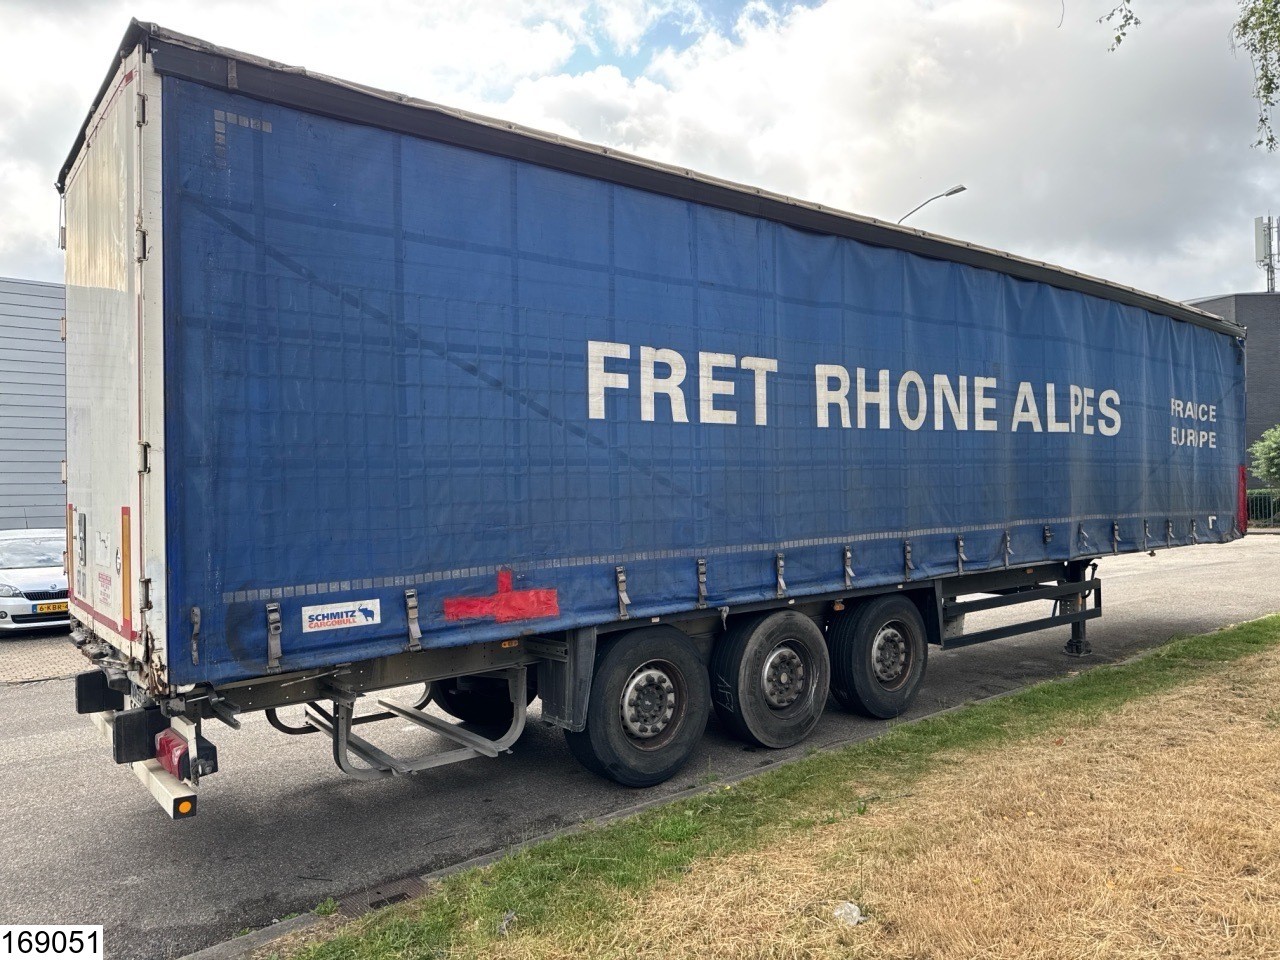 FRET RHONE ALPES
FRANCE
EUROPE
SCHMITZ
CARGOBULL
169051